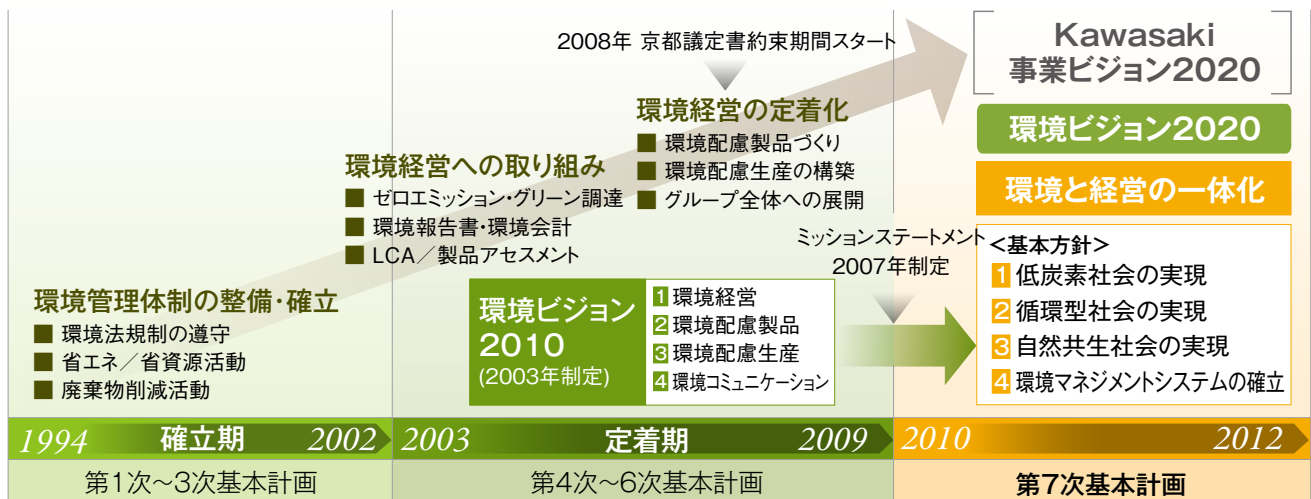 2008年 京都議定書約束期間スタート
Kawasaki
事業ビジョン2020
環境ビジョン2020
環境と経営の一体化
環境経営の定着化
■ 環境配慮製品づくり
■ 環境配慮生産の構築
■ グループ全体への展開
環境経営への取り組み
■ ゼロエミッション・グリーン調達
■ 環境報告書・環境会計
■ LCA／製品アセスメント
ミッションステートメント
2007年制定
<基本方針>
1 低炭素社会の実現
2 循環型社会の実現
3 自然共生社会の実現
4 環境マネジメントシステムの確立
環境管理体制の整備・確立
■ 環境法規制の遵守
■ 省エネ／省資源活動
■ 廃棄物削減活動
環境ビジョン
2010
(2003年制定)
1 環境経営
2 環境配慮製品
3 環境配慮生産
4 環境コミュニケーション
1994 確立期 2002 2003 定着期 2009 2010 2012
第1次～3次基本計画 第4次～6次基本計画 第7次基本計画